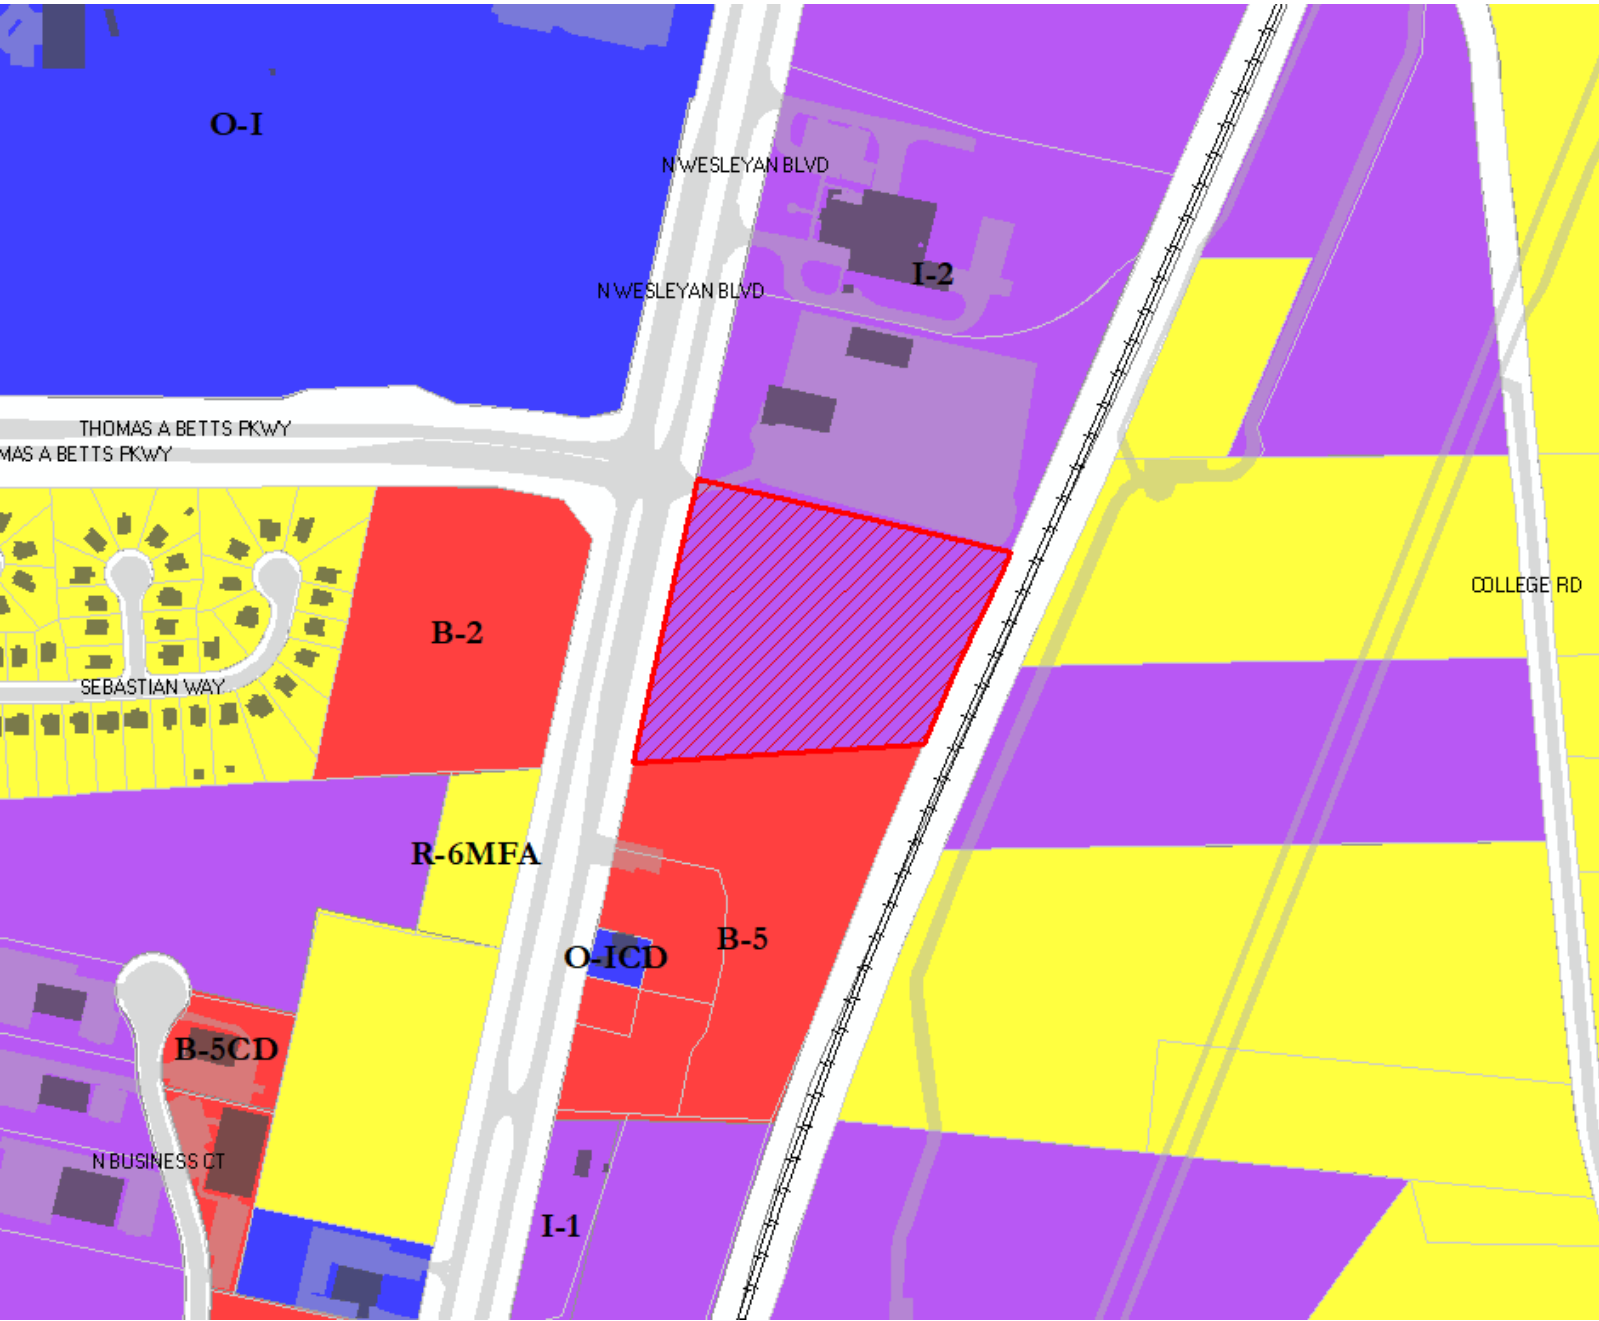 O-I
N WESLEYAN BLVD
I-2
N WESLEYAN BLVD
THOMAS A BETTS PKWY
MAS A BETTS PKWY
COLLEGE RD
B-2
SEBASTIAN WAY
R-6MFA
B-5
O-ICD
B-5CD
N BUSINESS CT
I-1